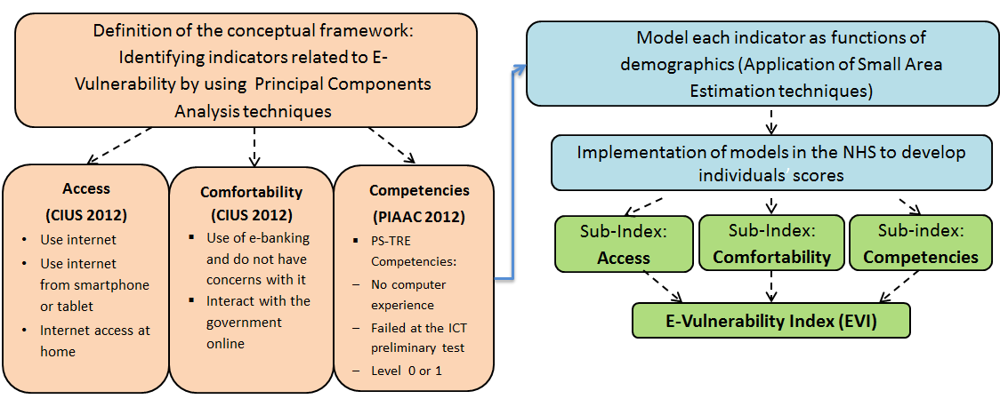 Definition of the conceptual framework:
Identifying indicators related to E-
Vulnerability by using Principal Components
Analysis techniques
Access
(CIUS 2012)
• Use internet
• Use internet
from smartphone
or tablet
• Internet access at
home
Comfortability
(CIUS 2012)
▪ Use of e-banking
and do not have
concerns with it
▪ Interact with the
government
online
Competencies
(PIAAC 2012)
▪ PS-TRE
Competencies:
– No computer
experience
– Failed at the ICT
preliminary test
– Level 0 or 1
Model each indicator as functions of
demographics (Application of Small Area
Estimation techniques)
Implementation of models in the NHS to develop
individuals' scores
Sub-Index:
Access
Sub-Index:
Comfortability
Sub-index:
Competencies
E-Vulnerability Index (EVI)